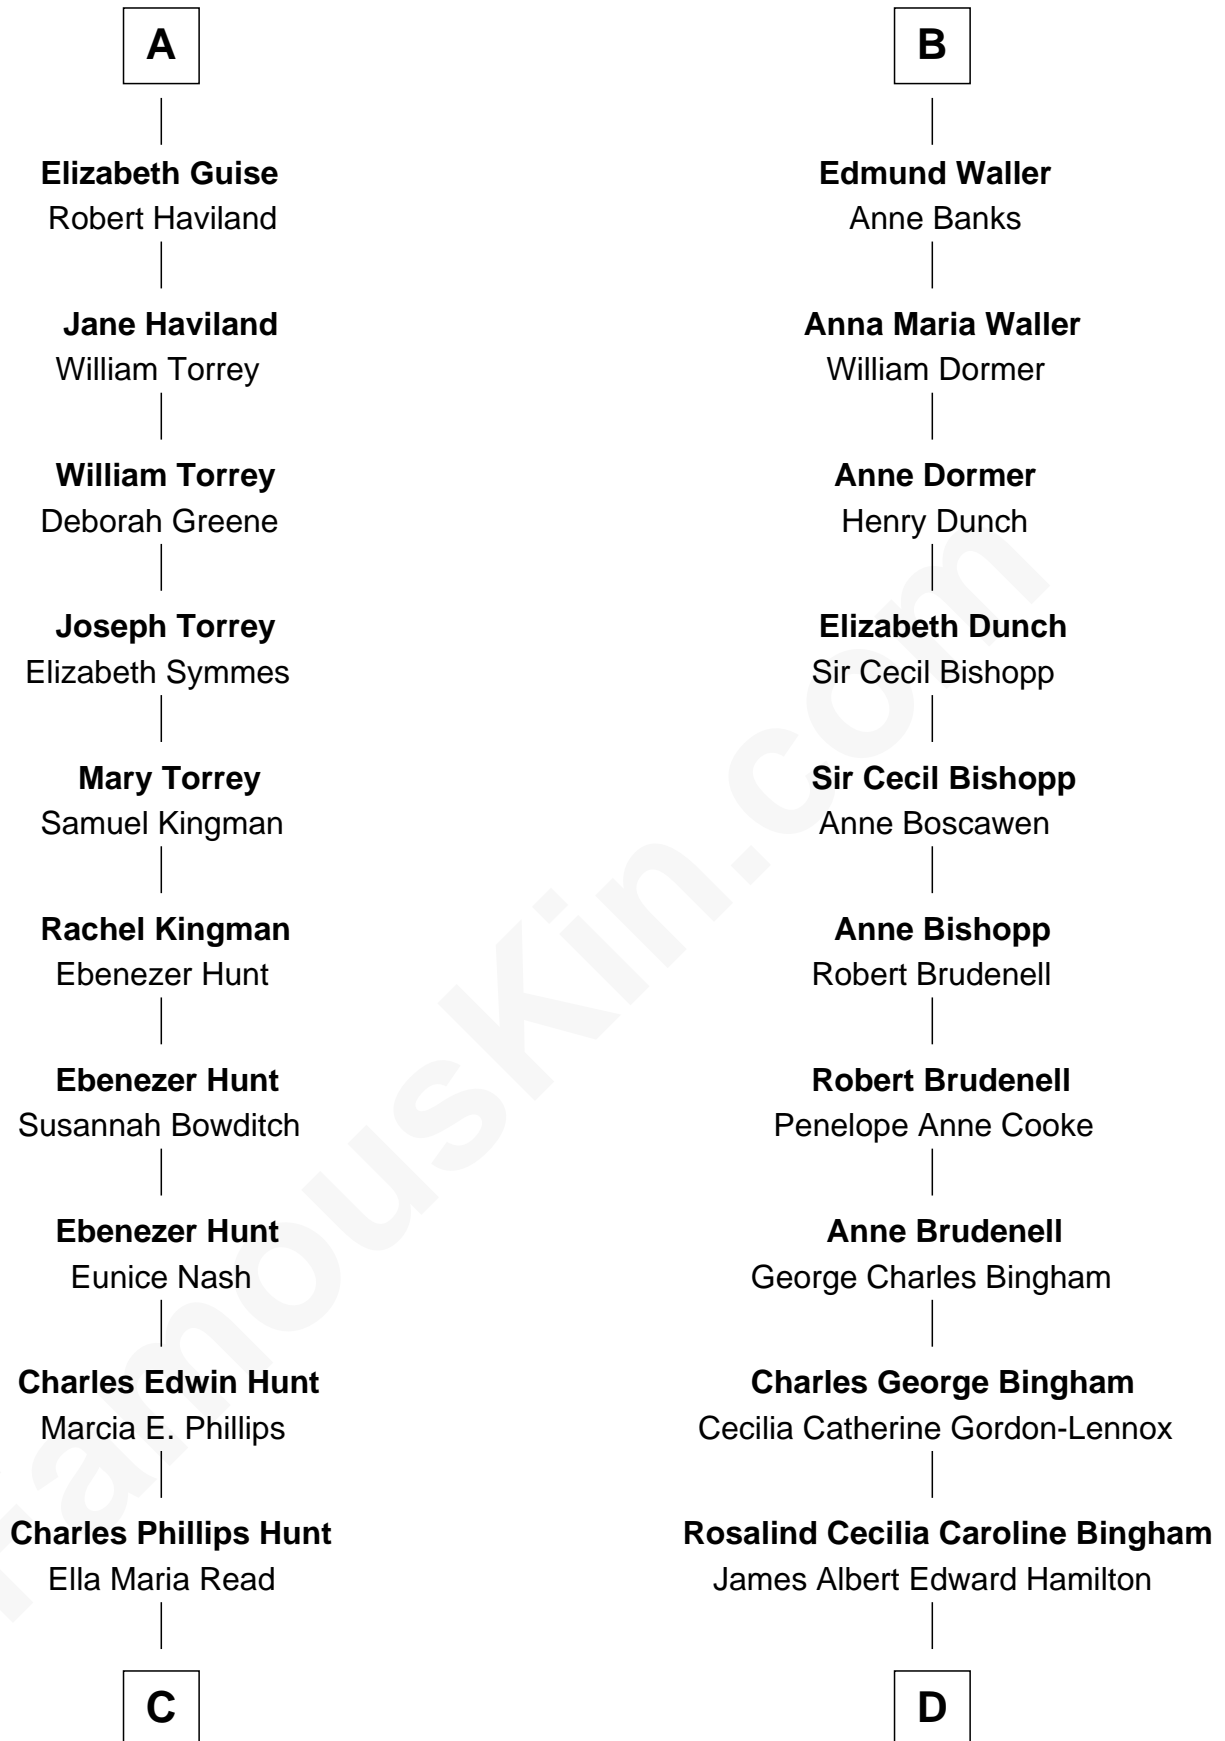 A
Elizabeth Guise
Robert Haviland
Jane Haviland
William Torrey
William Torrey
Deborah Greene
Joseph Torrey
Elizabeth Symmes
Mary Torrey
Samuel Kingman
Rachel Kingman
Ebenezer Hunt
Ebenezer Hunt
Susannah Bowditch
Ebenezer Hunt
Eunice Nash
Charles Edwin Hunt
Marcia E. Phillips
Charles Phillips Hunt
Ella Maria Read
C
B
Edmund Waller
Anne Banks
Anna Maria Waller
William Dormer
Anne Dormer
Henry Dunch
Elizabeth Dunch
Sir Cecil Bishopp
Sir Cecil Bishopp
Anne Boscawen
Anne Bishopp
Robert Brudenell
Robert Brudenell
Penelope Anne Cooke
Anne Brudenell
George Charles Bingham
Charles George Bingham
Cecilia Catherine Gordon-Lennox
Rosalind Cecilia Caroline Bingham
James Albert Edward Hamilton
D
FamousKin.com